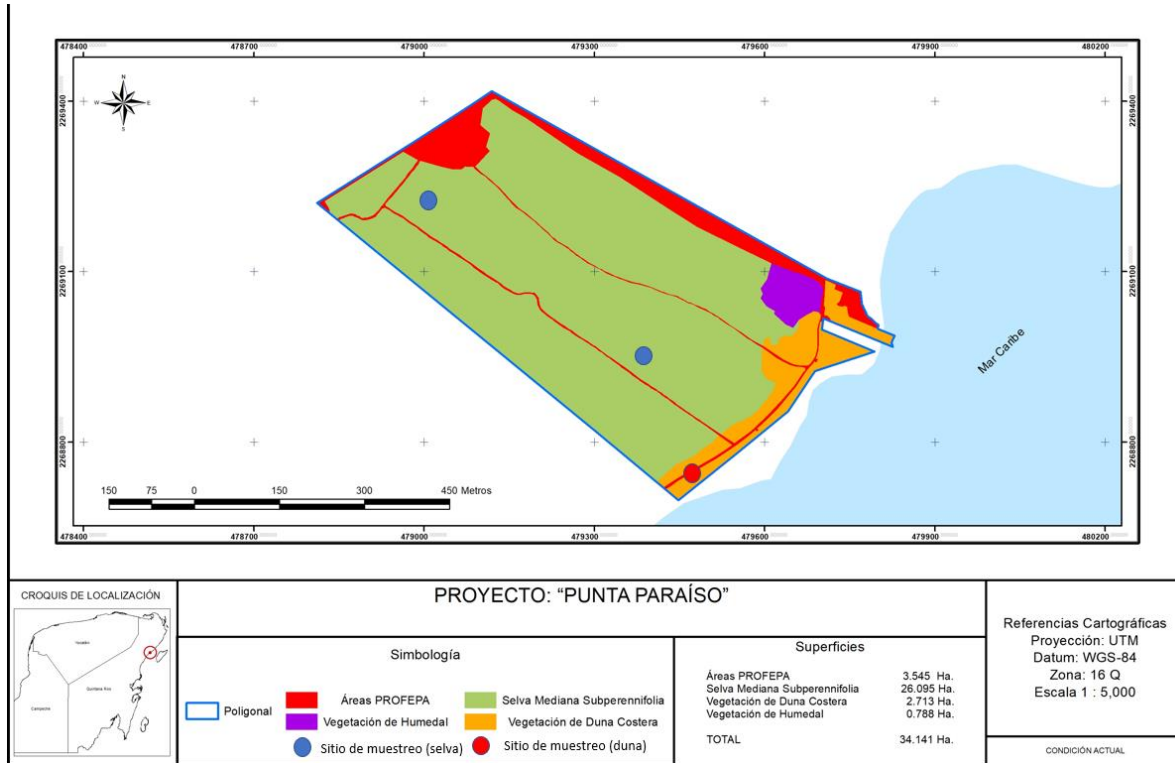 478400 478700 479000 479300 479600 479900 480200
2269400 2269400
N
W E
S
2269100 2269100
Mar Caribe
2268800 2268800
150 75 0 150 300 450 Metros
478400 478700 479000 479300 479600 479900 480200
CROQUIS DE LOCALIZACIÓN
Yucatán
Quintana Roo
Campeche
PROYECTO: “PUNTA PARAÍSO”
Simbología
Poligonal
Áreas PROFEPA
Selva Mediana Subperennifolia
Vegetación de Humedal
Vegetación de Duna Costera
Sitio de muestreo (selva)
Sitio de muestreo (duna)
Superficies
Áreas PROFEPA 3.545 Ha.
Selva Mediana Subperennifolia 26.095 Ha.
Vegetación de Duna Costera 2.713 Ha.
Vegetación de Humedal 0.788 Ha.
TOTAL 34.141 Ha.
Referencias Cartográficas
Proyección: UTM
Datum: WGS-84
Zona: 16 Q
Escala 1 : 5,000
CONDICIÓN ACTUAL